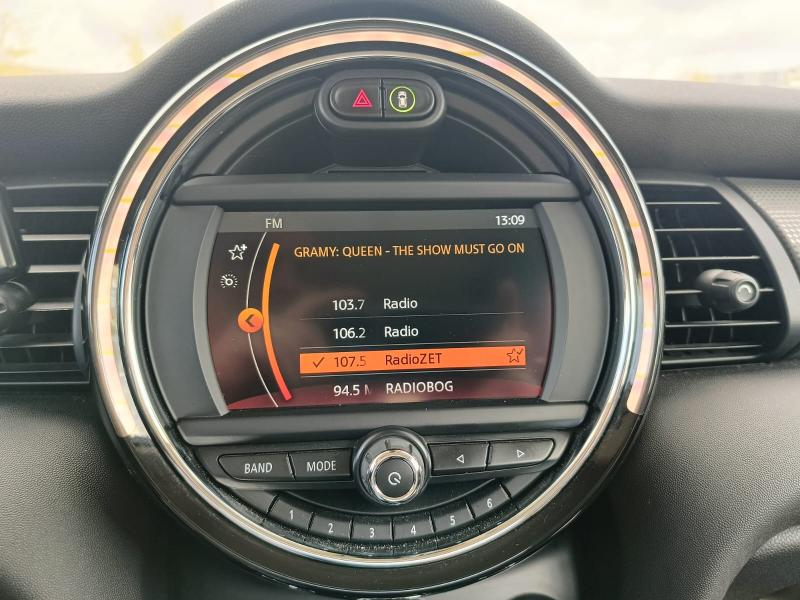 FM 13:09
GRAMY: QUEEN - THE SHOW MUST GO ON
103.7 Radio
106.2 Radio
107.5 RadioZET
94.5 RADIOBOG
BAND MODE
1 2 3 4 5 6